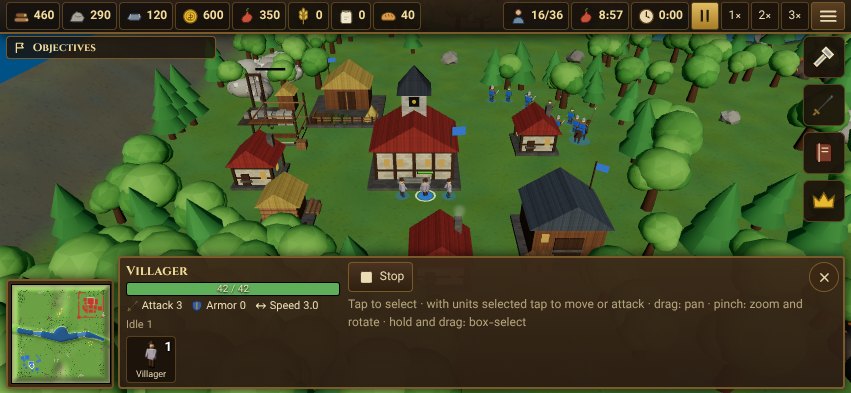 460 290 120 600 350 0 0 40 16/36 8:57 0:00 1× 2× 3×
OBJECTIVES
VILLAGER
42 / 42
Attack 3 Armor 0 Speed 3.0
Idle 1
1
Villager
Stop
Tap to select · with units selected tap to move or attack · drag: pan · pinch: zoom and
rotate · hold and drag: box-select